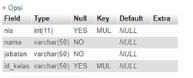 + Opsi
Field Type Null Key Default Extra
nis int(11) YES MUL NULL
nama varchar(50) NO NULL
jabatan varchar(50) NO NULL
id_kelas varchar(50) YES MUL NULL